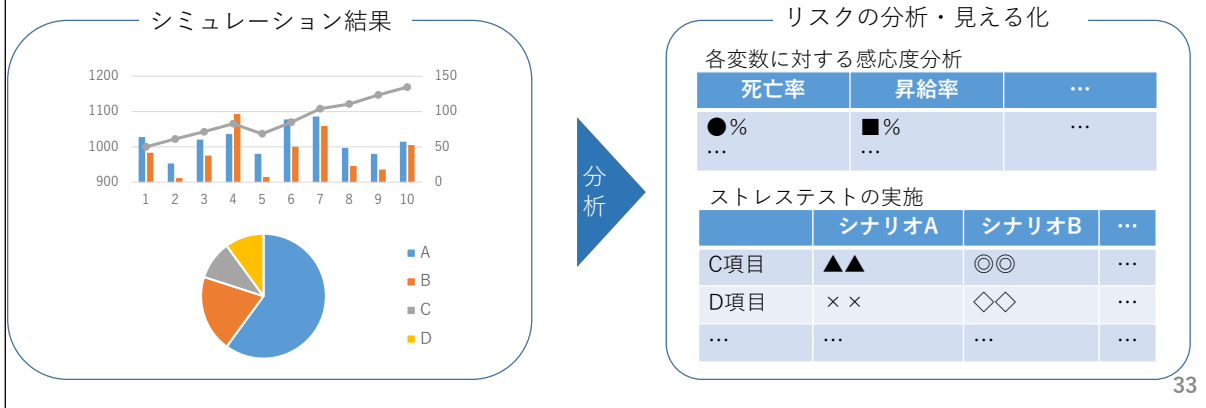 シミュレーション結果
1200
1100
1000
900
150
100
50
0
1 2 3 4 5 6 7 8 9 10
A
B
C
D
分析
リスクの分析・見える化
各変数に対する感応度分析
死亡率 昇給率 …
●% ■% …
… …
ストレステストの実施
シナリオA シナリオB …
C項目 ▲▲ ◎◎ …
D項目 ×× ◇◇ …
… … … …
33